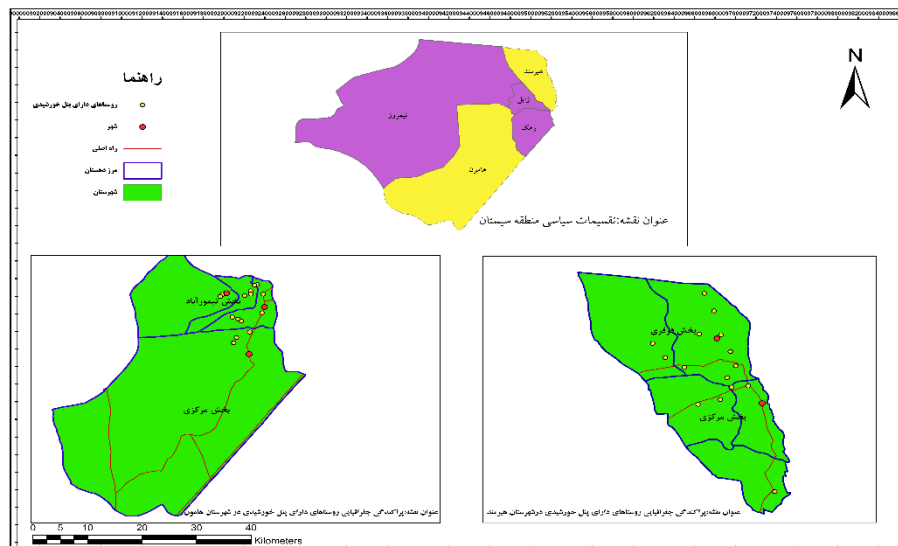 راهنما
روستاهای دارای پنل خورشیدی
شهر
راه اصلی
مرز دهستان
شهرستان
N
هیرمند
زابل
زهک
نیمروز
هامون
عنوان نقشه:تقسیمات سیاسی منطقه سیستان
بخش تیمورآباد
بخش مرکزی
عنوان نقشه:پراکندگی جغرافیایی روستاهای دارای پنل خورشیدی در شهرستان هامون
0 5 10 20 30 40
Kilometers
بخش قرقری
بخش مرکزی
عنوان نقشه:پراکندگی جغرافیایی روستاهای دارای پنل خورشیدی درشهرستان هیرمند